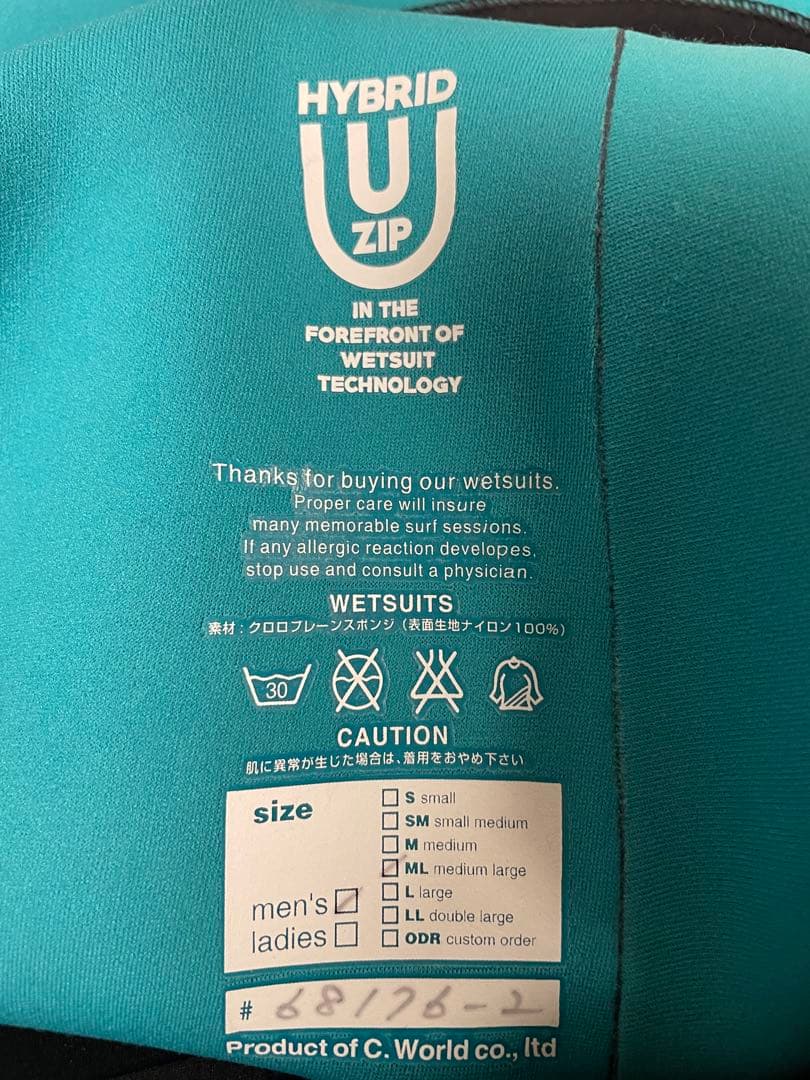 HYBRID
U
ZIP
IN THE
FOREFRONT OF
WETSUIT
TECHNOLOGY
Thanks for buying our wetsuits.
Proper care will insure
many memorable surf sessions.
If any allergic reaction developes,
stop use and consult a physician.
WETSUITS
素材：クロロプレーンスポンジ（表面生地ナイロン100%）
30
CAUTION
肌に異常が生じた場合は、着用をおやめ下さい
size
S small
SM small medium
M medium
ML medium large
L large
LL double large
ODR custom order
men's
ladies
# 68176-2
Product of C. World co., ltd